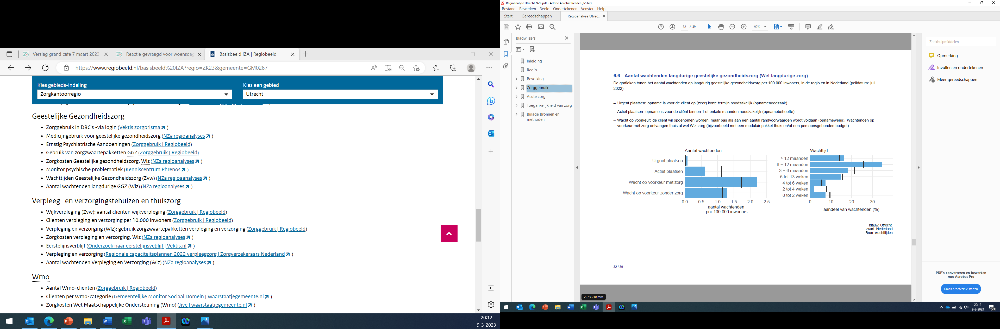 Verslag grand cafe 7 maart 2023
Reactie gevraagd voor woensdag
Basisbeeld IZA | Regiobeeld
https://www.regiobeeld.nl/basisbeeld%20IZA?regio=ZK23&gemeente=GM0267
Kies gebieds-indeling
Kies een gebied
Zorgkantoorregio
Utrecht
Geestelijke Gezondheidszorg
• Zorggebruik in DBC's -via login (Vektis zorgprisma )
• Medicijngebruik voor geestelijke gezondheidszorg (NZa regioanalyses )
• Ernstig Psychiatrische Aandoeningen (Zorggebruik | Regiobeeld)
• Gebruik van zorgzwaartepakketten GGZ (Zorggebruik | Regiobeeld)
• Zorgkosten Geestelijke gezondheidszorg, Wlz (NZa regioanalyses )
• Monitor psychische problematiek (Kenniscentrum Phrenos )
• Wachttijden Geestelijke Gezondheidszorg (Zvw) (NZa regioaanalyses )
• Aantal wachtenden langdurige GGZ (Wlz) (NZa regioanalyses )
Verpleeg- en verzorgingstehuizen en thuiszorg
• Wijkverpleging (Zvw): aantal clienten wijkverpleging (Zorggebruik | Regiobeeld)
• Clienten verpleging en verzorging per 10.000 inwoners (Zorggebruik | Regiobeeld)
• Verpleging en verzorging (Wlz): gebruik zorgzwaartepakketten verpleging en verzorging (Zorggebruik | Regiobeeld)
• Zorgkosten verpleging en verzorging, Wlz (NZa regioanalyses )
• Eerstelijnsverblijf (Onderzoek naar eerstelijnsveblijf | Vektis.nl )
• Verpleging en verzorging (Regionale capaciteitsplannen 2022 verpleegzorg | Zorgverzekeraars Nederland )
• Aantal wachtenden Verpleging en Verzorging (Wlz) (NZa regioanalyses )
Wmo
• Aantal Wmo-clienten (Zorggebruik | Regiobeeld)
• Clienten per Wmo-categorie (Gemeentelijke Monitor Sociaal Domein | Waarstaatjegemeente.nl )
• Zorgkosten Wet Maatschappelijke Ondersteuning (Wmo) (Jive | waarstaatjegemeente.nl )
20:12
9-3-2023
Regioanalyse Utrecht NZa.pdf - Adobe Acrobat Reader (32-bit)
Bestand Bewerken Beeld Ondertekenen Venster Help
Start
Gereedschappen
Regioanalyse Utrec...
32 / 39
99%
Bladwijzers
Inleiding
Regio
Bevolking
Zorggebruik
Acute zorg
Toegankelijkheid van zorg
Bijlage Bronnen en
methoden
6.6 Aantal wachtenden langdurige geestelijke gezondheidszorg (Wet langdurige zorg)
De grafieken tonen het aantal wachtenden op langdurig geestelijke gezondheidszorg per 100.000 inwoners, in de regio en in Nederland (peildatum: juli
2022).
– Urgent plaatsen: opname is voor de cliënt op (zeer) korte termijn noodzakelijk (opnamenoodzaak).
– Actief plaatsen: opname is voor de cliënt binnen 1 of enkele maanden noodzakelijk (opnamebehoefte).
– Wacht op voorkeur: de cliënt wil opgenomen worden, maar pas als aan een aantal randvoorwaarden wordt voldaan (opnamewens). Wachtenden op
voorkeur mét zorg ontvangen thuis al wel Wlz-zorg (bijvoorbeeld met een modulair pakket thuis en/of een persoonsgebonden budget).
Aantal wachtenden
Urgent plaatsen
Actief plaatsen
Wacht op voorkeur met zorg
Wacht op voorkeur zonder zorg
0.0 0.5 1.0 1.5 2.0 2.5
aantal wachtenden
per 100.000 inwoners
Wachttijd
> 12 maanden
6 – 12 maanden
3 – 6 maanden
6 tot 13 weken
4 tot 6 weken
2 tot 4 weken
0 tot 2 weken
0 10 20 30
aandeel van wachtenden (%)
blauw: Utrecht
zwart: Nederland
Bron: wachttijden
32 / 39
297 x 210 mm
Zoekhulpmiddelen
Opmerking
Invullen en ondertekenen
Meer gereedschappen
PDF's converteren en bewerken
met Acrobat Pro
Gratis proefversie starten
20:12
9-3-2023
21